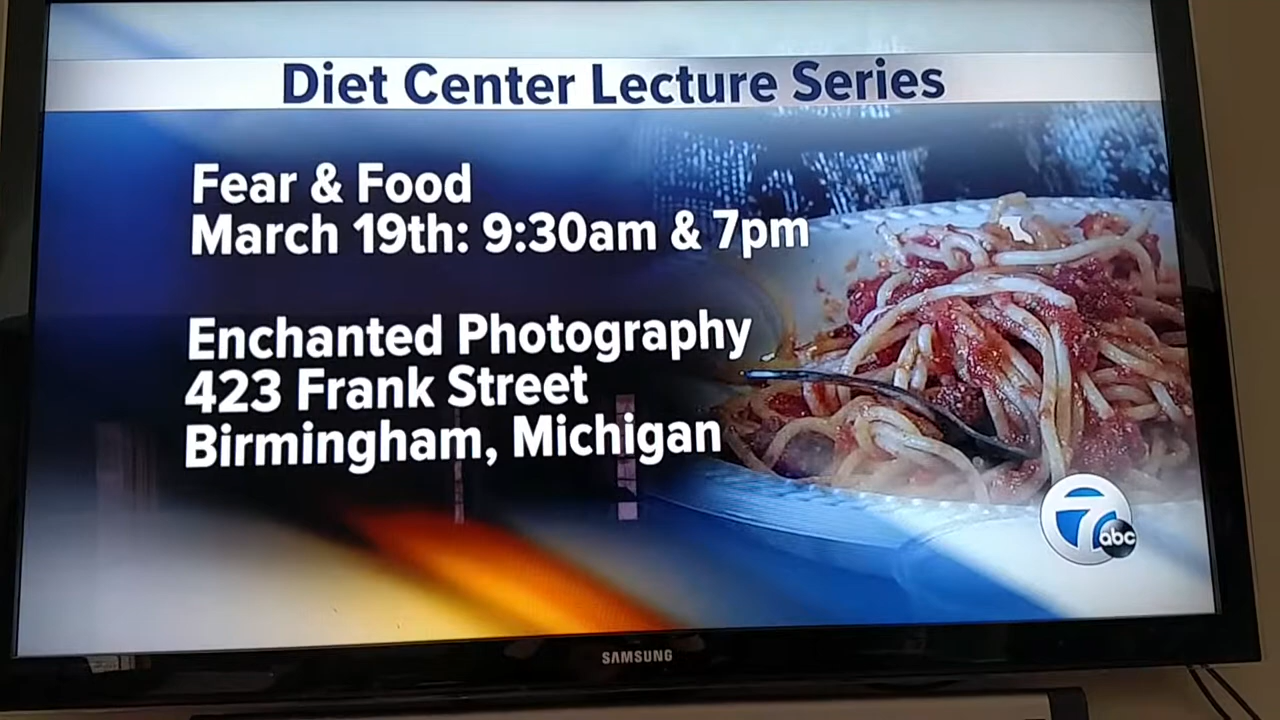 Diet Center Lecture Series
Fear & Food
March 19th: 9:30am & 7pm
Enchanted Photography
423 Frank Street
Birmingham, Michigan
7 abc
SAMSUNG